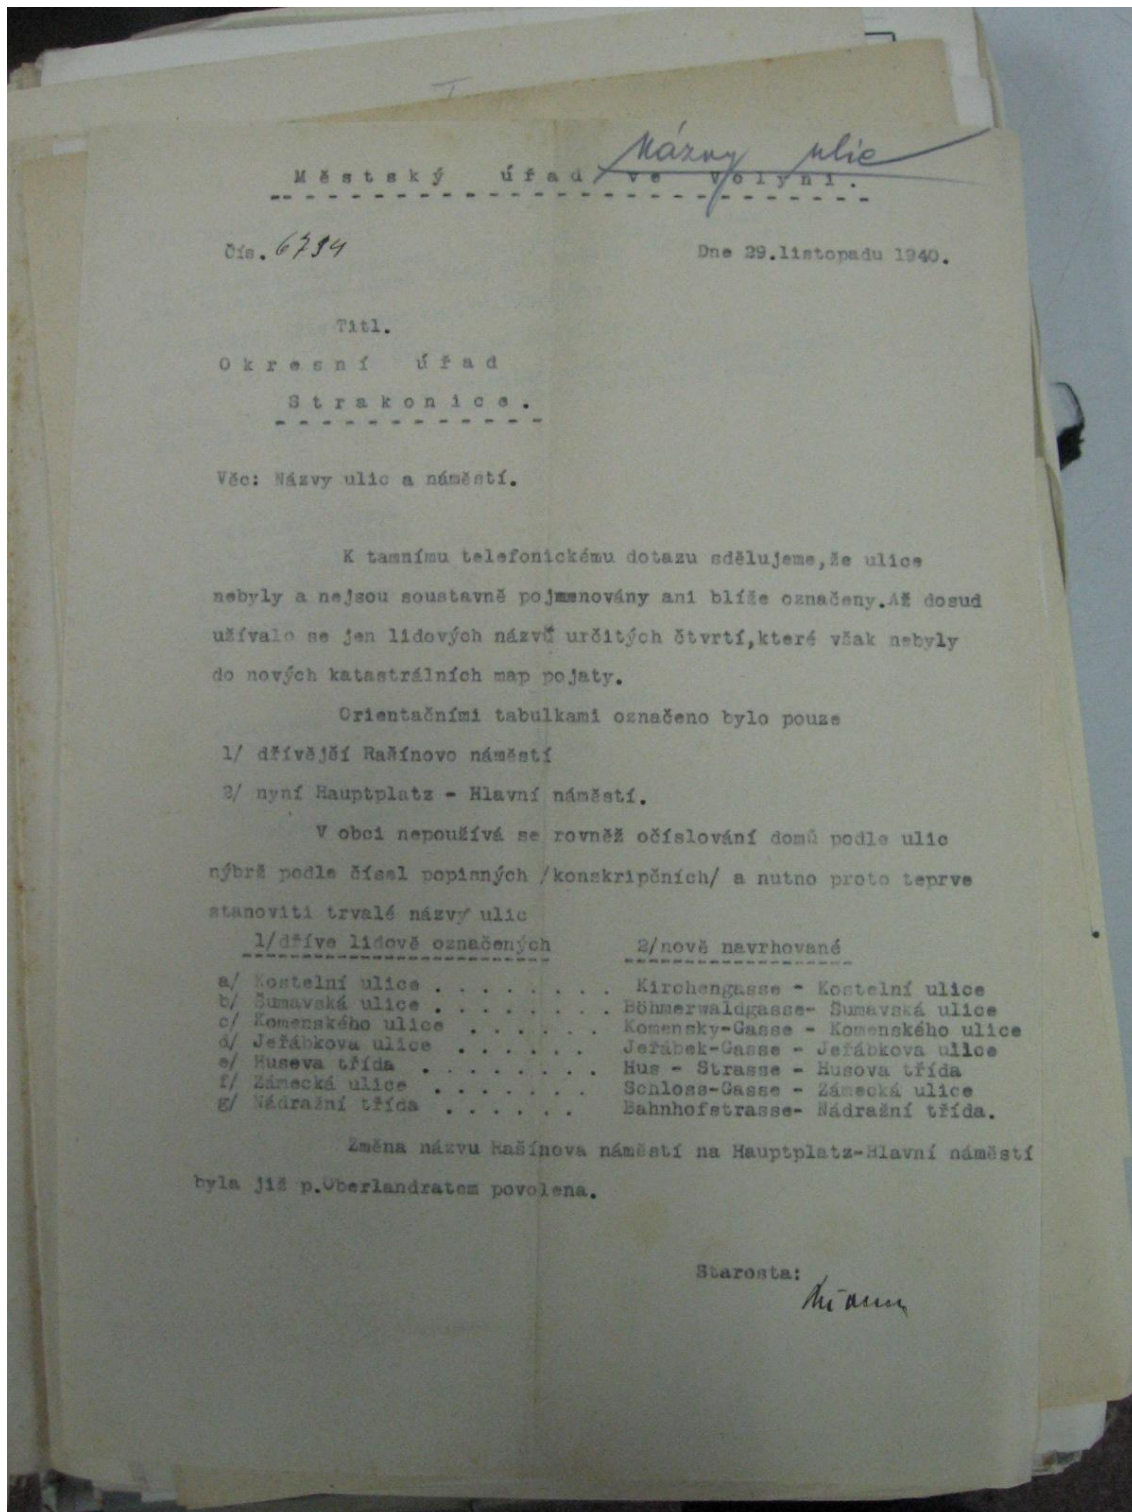 Názvy ulic
Městský úřad ve Volyni.
Čís. 6794
Dne 29.listopadu 1940.
Titl.
Okresní úřad
Strakonice.
Věc: Názvy ulic a náměstí.
K tamnímu telefonickému dotazu sdělujeme,že ulice
nebyly a nejsou soustavně pojmenovány ani blíže označeny.Až dosud
užívalo se jen lidových názvů určitých čtvrtí,které však nebyly
do nových katastrálních map pojaty.
Orientačními tabulkami označeno bylo pouze
1/ dřívější Rašínovo náměstí
2/ nyní Hauptplatz - Hlavní náměstí.
V obci nepoužívá se rovněž očíslování domů podle ulic
nýbrž podle čísel popisných /konskripčních/ a nutno proto teprve
stanoviti trvalé názvy ulic
1/dříve lidově označených 2/nově navrhované
a/ Kostelní ulice . . . . . . . . Kirchengasse - Kostelní ulice
b/ Šumavská ulice . . . . . . . . Böhmerwaldgasse- Šumavská ulice
c/ Komenského ulice . . . . . . Komensky-Gasse - Komenského ulice
d/ Jeřábkova ulice . . . . . . Jeřábek-Gasse - Jeřábkova ulice
e/ Husova třída . . . . . . . . Hus - Strasse - Husova třída
f/ Zámecká ulice . . . . . . . Schloss-Gasse - Zámecká ulice
g/ Nádražní třída . . . . . . Bahnhofstrasse- Nádražní třída.
Změna názvu Rašínova náměstí na Hauptplatz-Hlavní náměstí
byla již p.Oberlandratem povolena.
Starosta: